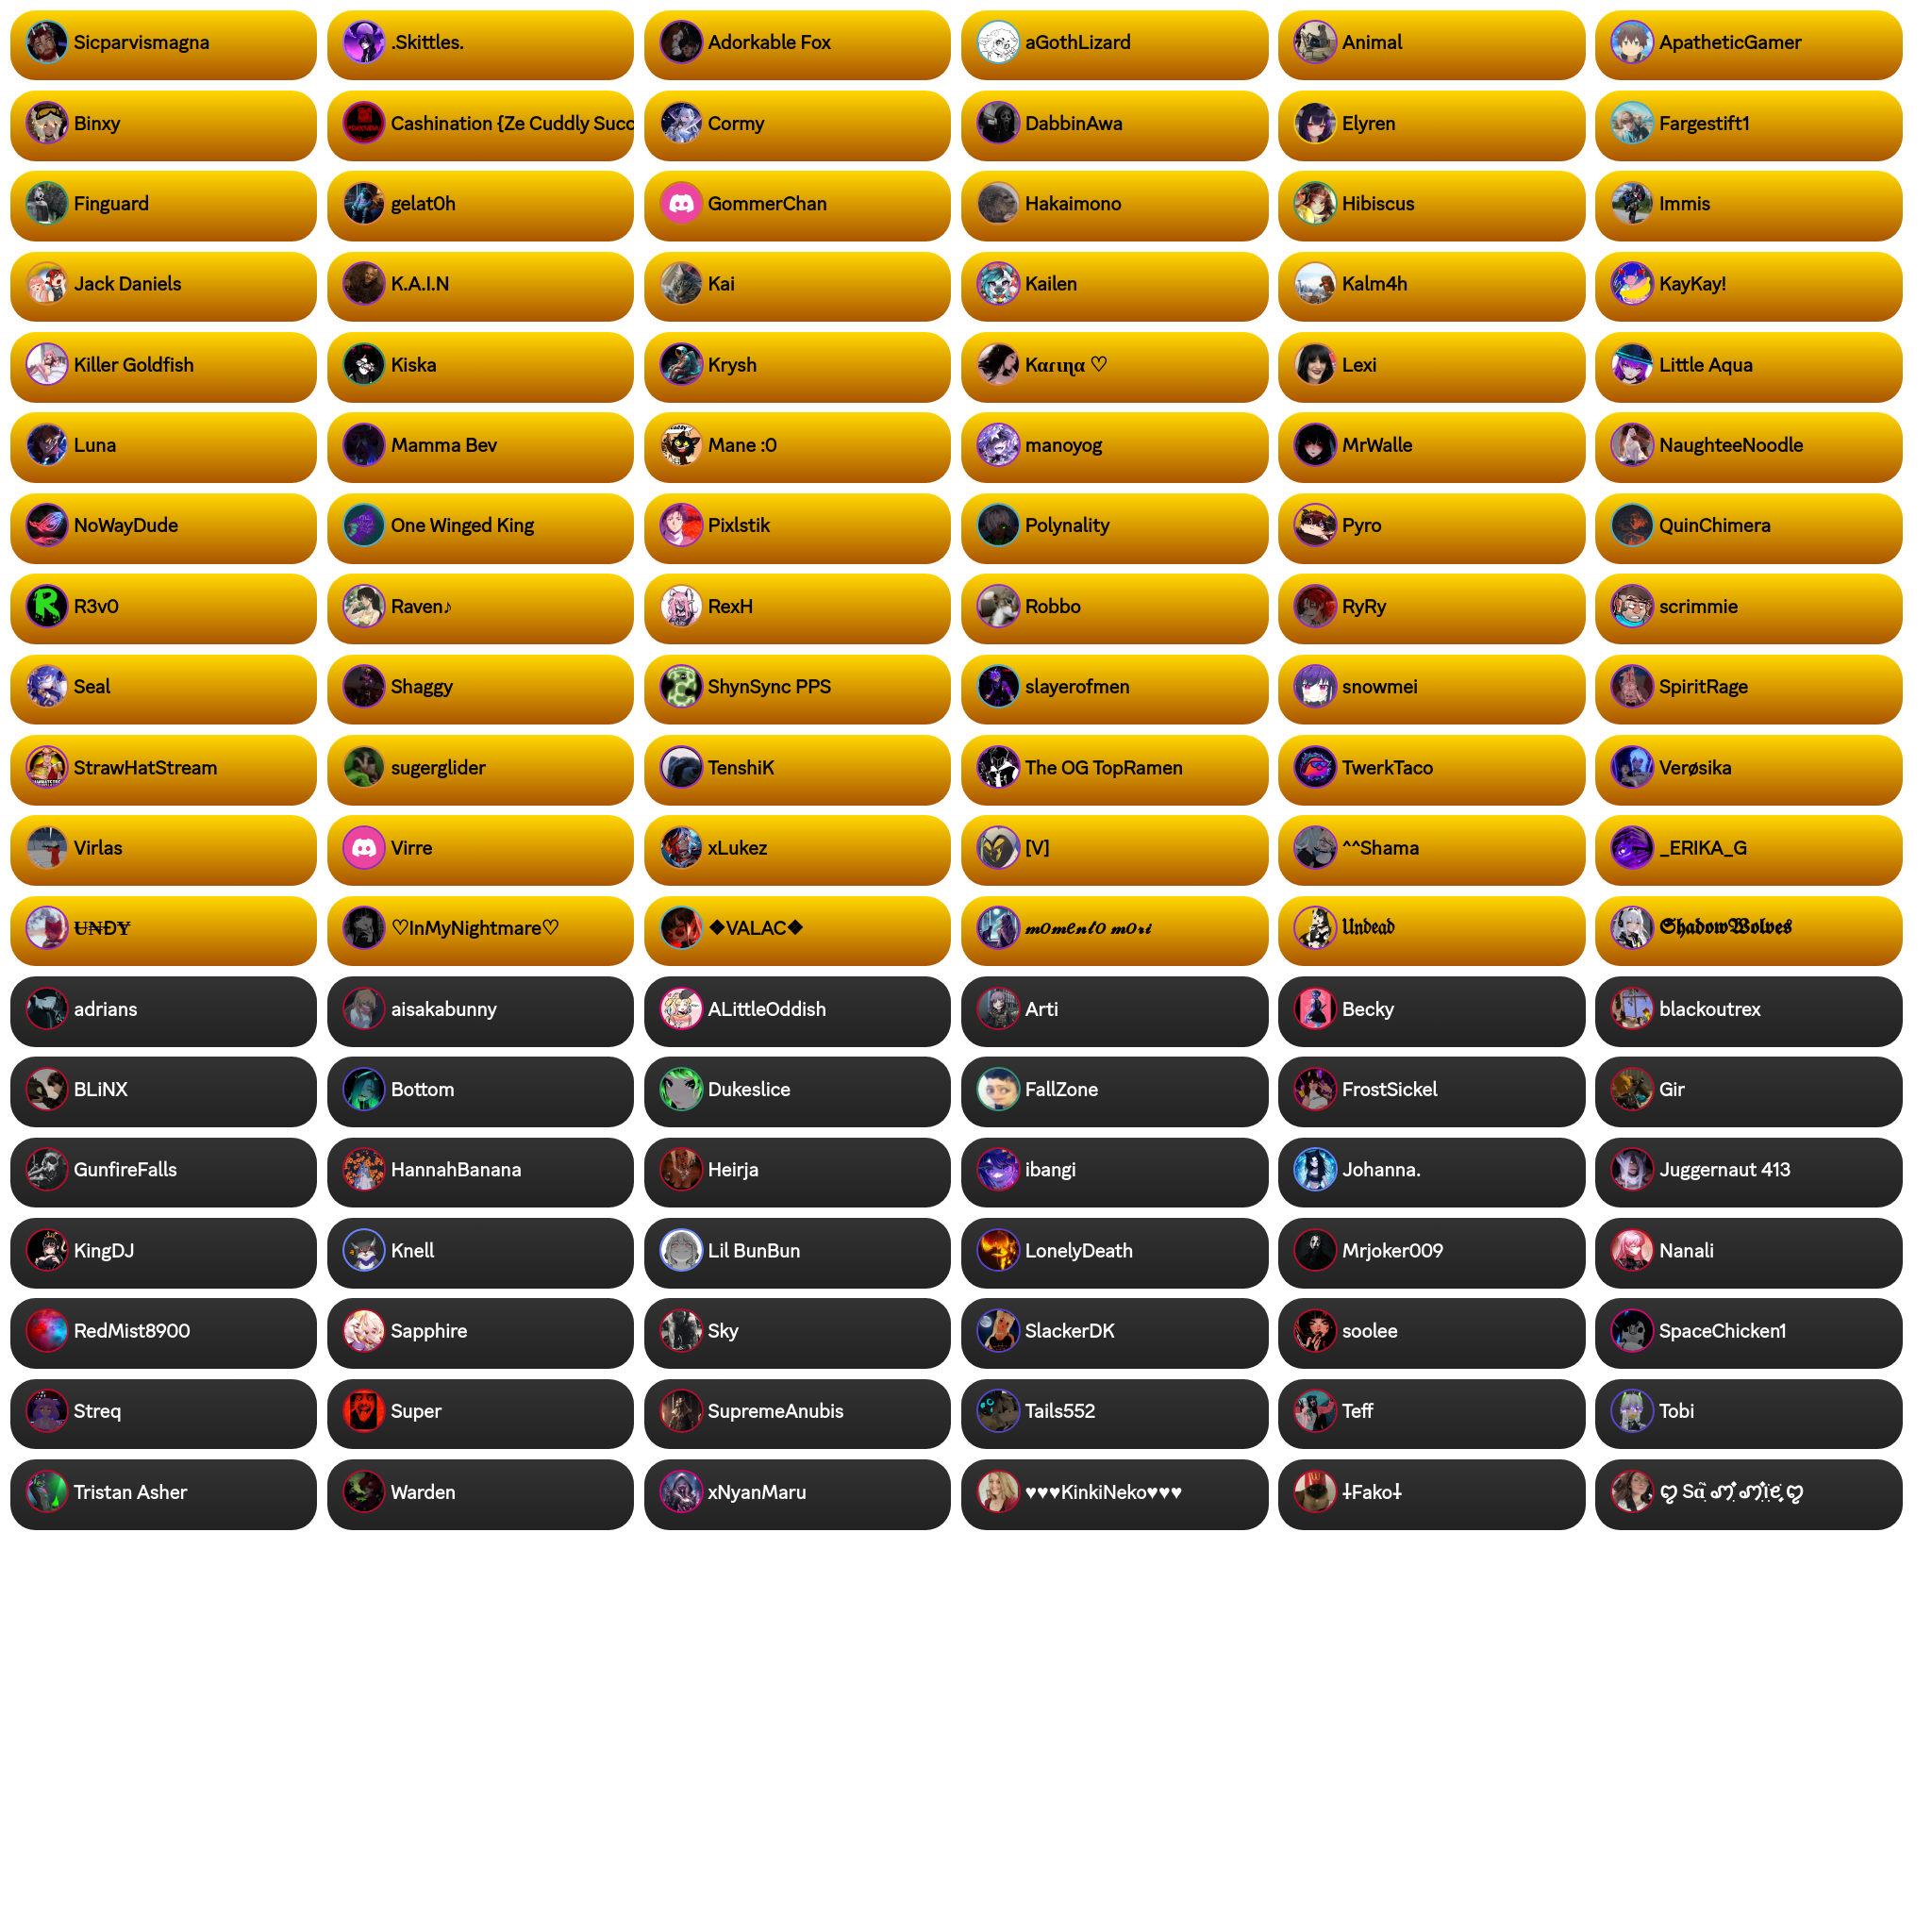 Sicparvismagna .Skittles. Adorkable Fox aGothLizard Animal ApatheticGamer
Binxy Cashination {Ze Cuddly Succ Cormy DabbinAwa Elyren Fargestift1
Finguard gelat0h GommerChan Hakaimono Hibiscus Immis
Jack Daniels K.A.I.N Kai Kailen Kalm4h KayKay!
Killer Goldfish Kiska Krysh Kαɾιɳα ♡ Lexi Little Aqua
Luna Mamma Bev Mane :0 manoyog MrWalle NaughteeNoodle
NoWayDude One Winged King Pixlstik Polynality Pyro QuinChimera
R3v0 Raven♪ RexH Robbo RyRy scrimmie
Seal Shaggy ShynSync PPS slayerofmen snowmei SpiritRage
StrawHatStream sugerglider TenshiK The OG TopRamen TwerkTaco Verøsika
Virlas Virre xLukez [V] ^^Shama _ERIKA_G
Ʉ₦ĐɎ ♡InMyNightmare♡ ❖VALAC❖ 𝓶𝓸𝓶𝓮𝓷𝓽𝓸 𝓶𝓸𝓻𝓲 𝔘𝔫𝔡𝔢𝔞𝔡 𝕾𝖍𝖆𝖉𝖔𝖜𝖂𝖔𝖑𝖛𝖊𝖘
adrians aisakabunny ALittleOddish Arti Becky blackoutrex
BLiNX Bottom Dukeslice FallZone FrostSickel Gir
GunfireFalls HannahBanana Heirja ibangi Johanna. Juggernaut 413
KingDJ Knell Lil BunBun LonelyDeath Mrjoker009 Nanali
RedMist8900 Sapphire Sky SlackerDK soolee SpaceChicken1
Streq Super SupremeAnubis Tails552 Teff Tobi
Tristan Asher Warden xNyanMaru ♥♥♥KinkiNeko♥♥♥ ⸸Fako⸸